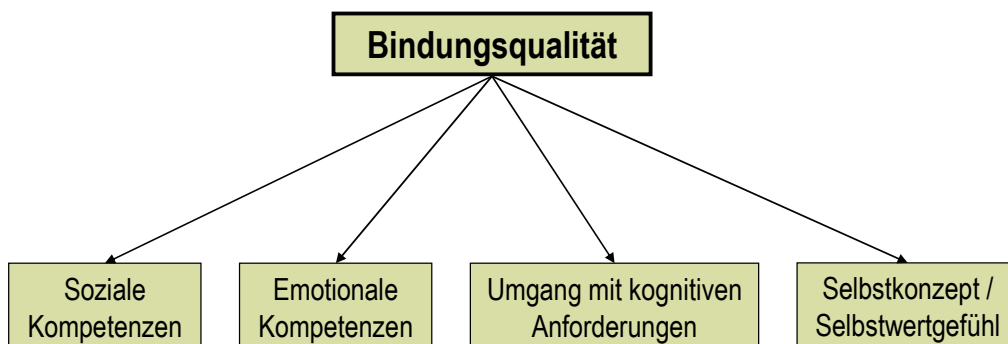 Bindungsqualität
Soziale
Kompetenzen
Emotionale
Kompetenzen
Umgang mit kognitiven
Anforderungen
Selbstkonzept /
Selbstwertgefühl